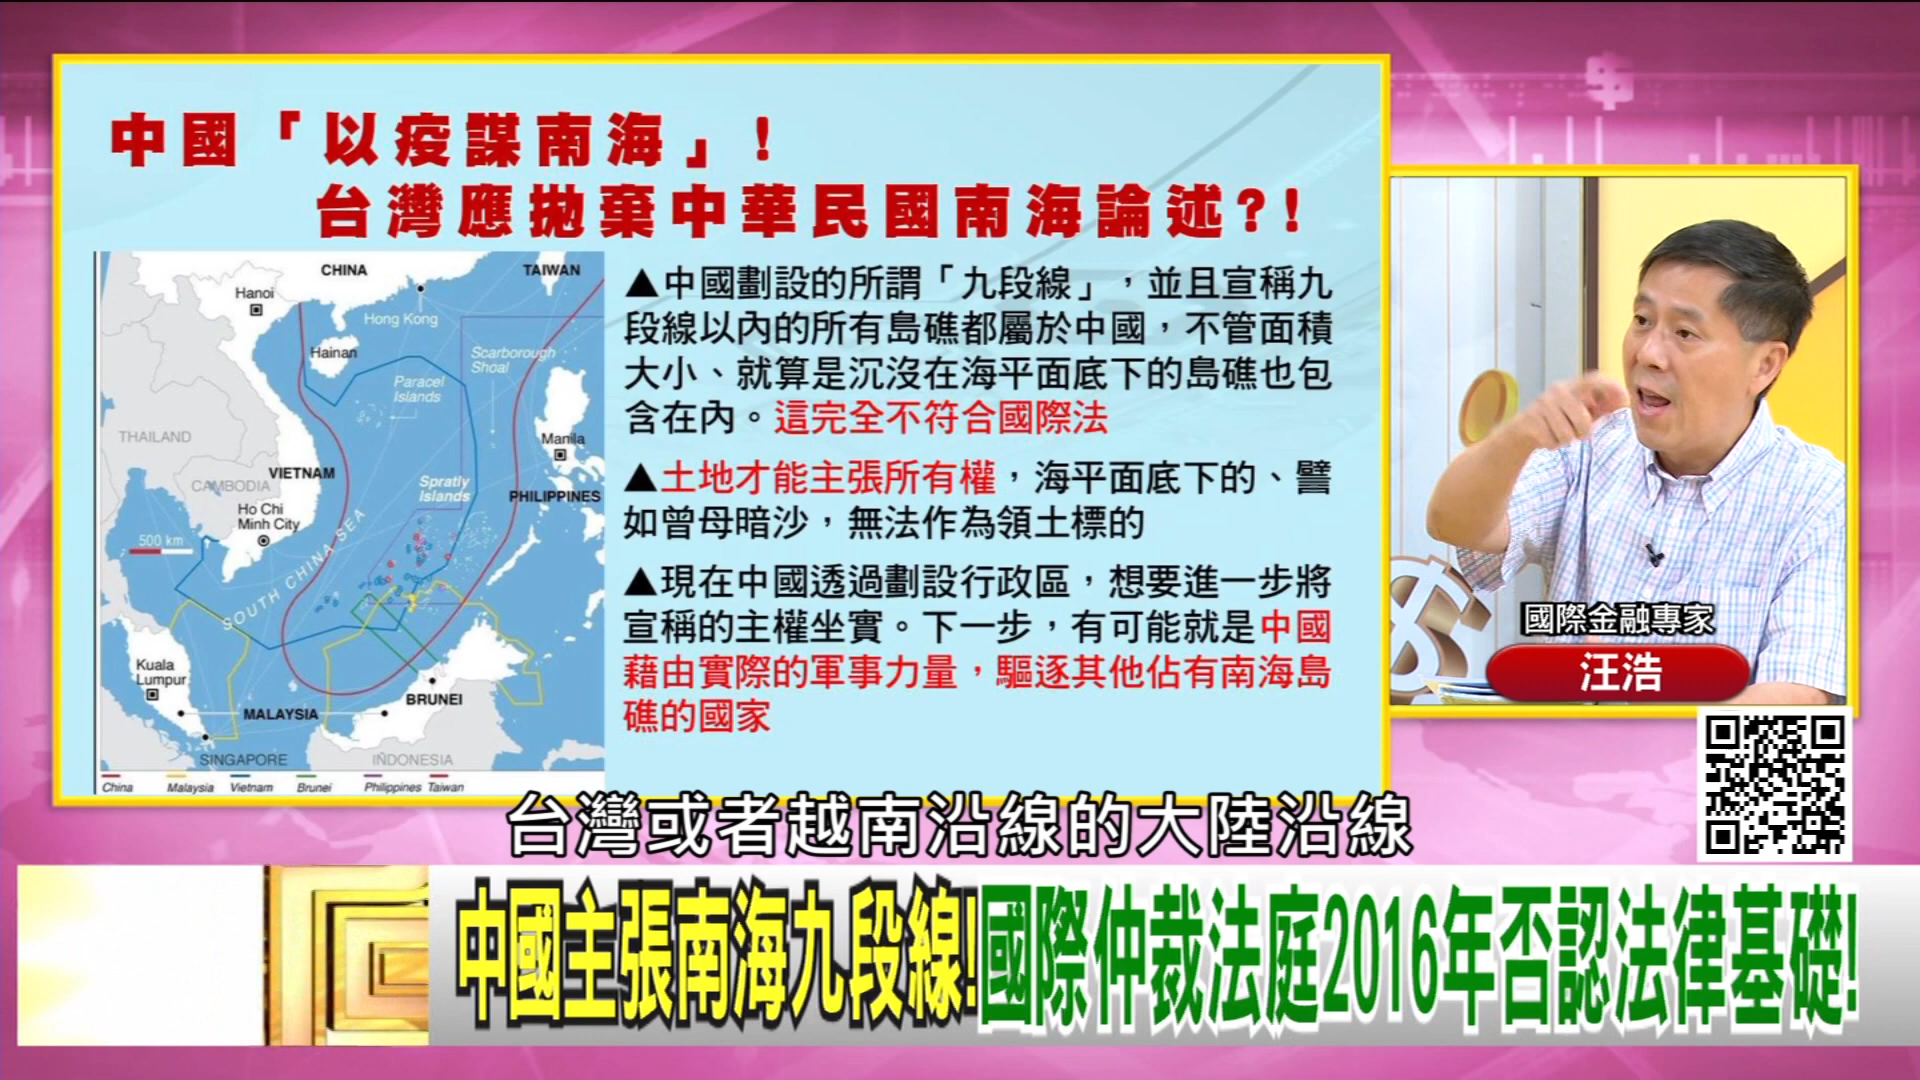 中國「以疫謀南海」！
台灣應拋棄中華民國南海論述？！
▲中國劃設的所謂「九段線」，並且宣稱九
段線以內的所有島礁都屬於中國，不管面積
大小、就算是沉沒在海平面底下的島礁也包
含在內。這完全不符合國際法
▲土地才能主張所有權，海平面底下的、譬
如曾母暗沙，無法作為領土標的
▲現在中國透過劃設行政區，想要進一步將
宣稱的主權坐實。下一步，有可能就是中國
藉由實際的軍事力量，驅逐其他佔有南海島
礁的國家
CHINA
TAIWAN
Hanoi
Hong Kong
Hainan
Scarborough
Shoal
Paracel
Islands
THAILAND
Manila
VIETNAM
CAMBODIA
Spratly
Islands
PHILIPPINES
Ho Chi
Minh City
500 km
SOUTH CHINA SEA
Kuala
Lumpur
BRUNEI
MALAYSIA
SINGAPORE
INDONESIA
China Malaysia Vietnam Brunei Philippines Taiwan
國際金融專家
汪浩
台灣或者越南沿線的大陸沿線
中國主張南海九段線!國際仲裁法庭2016年否認法律基礎!